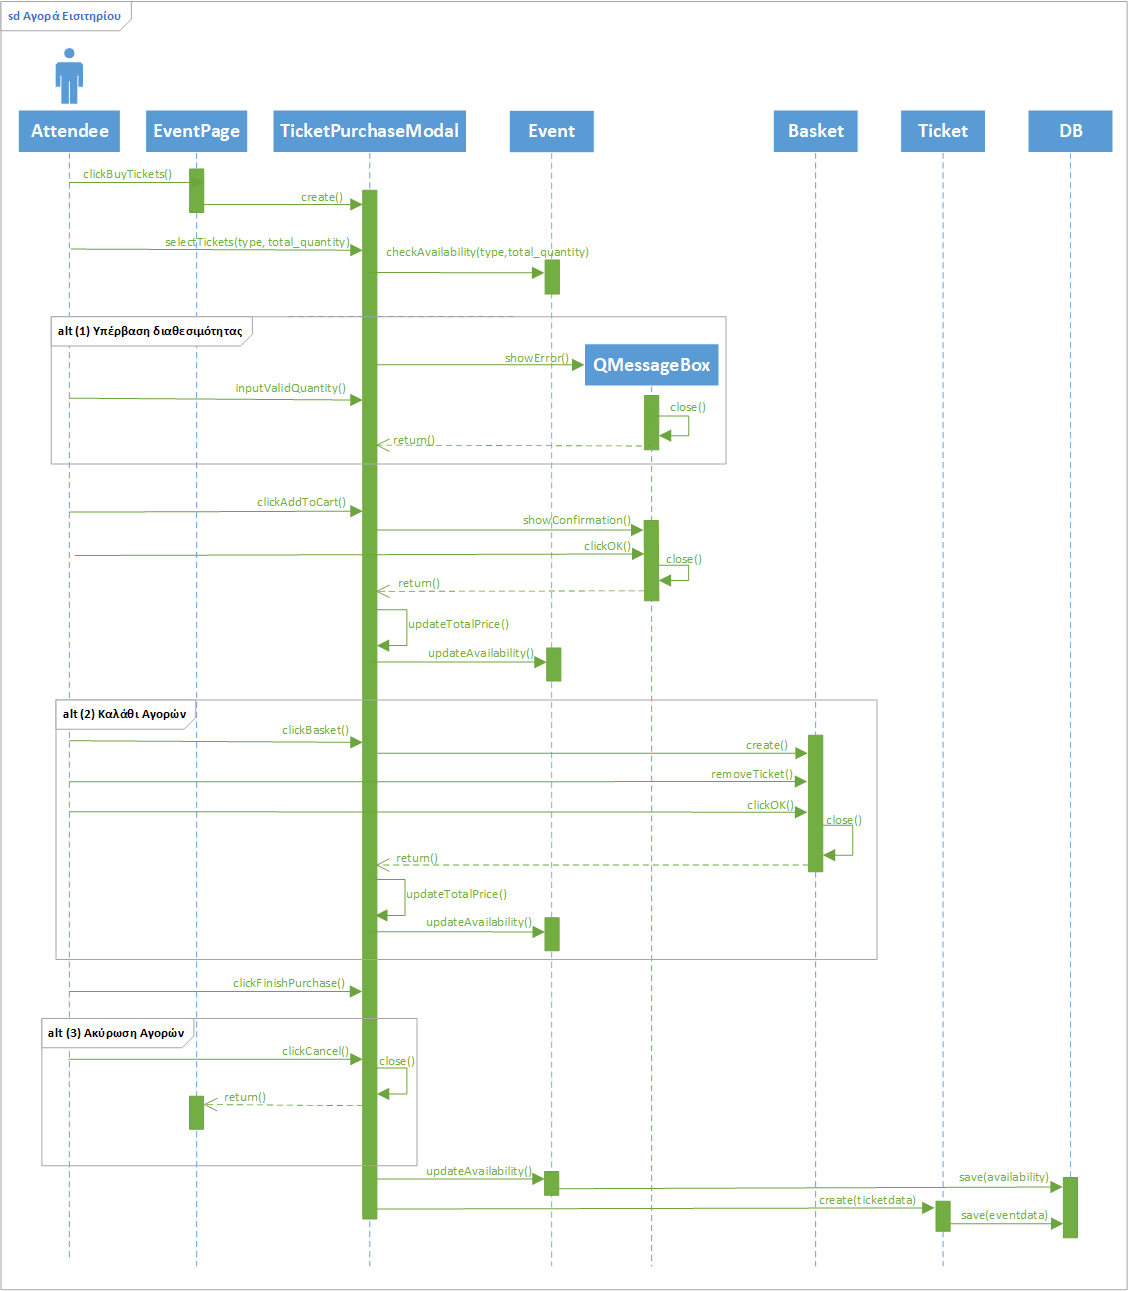 sd Αγορά Εισιτηρίου
Attendee
EventPage
TicketPurchaseModal
Event
Basket
Ticket
DB
clickBuyTickets()
create()
selectTickets(type, total_quantity)
checkAvailability(type,total_quantity)
alt (1) Υπέρβαση διαθεσιμότητας
showError()
QMessageBox
inputValidQuantity()
close()
return()
clickAddToCart()
showConfirmation()
clickOK()
close()
return()
updateTotalPrice()
updateAvailability()
alt (2) Καλάθι Αγορών
clickBasket()
create()
removeTicket()
clickOK()
close()
return()
updateTotalPrice()
updateAvailability()
clickFinishPurchase()
alt (3) Ακύρωση Αγορών
clickCancel()
close()
return()
updateAvailability()
save(availability)
create(ticketdata)
save(eventdata)